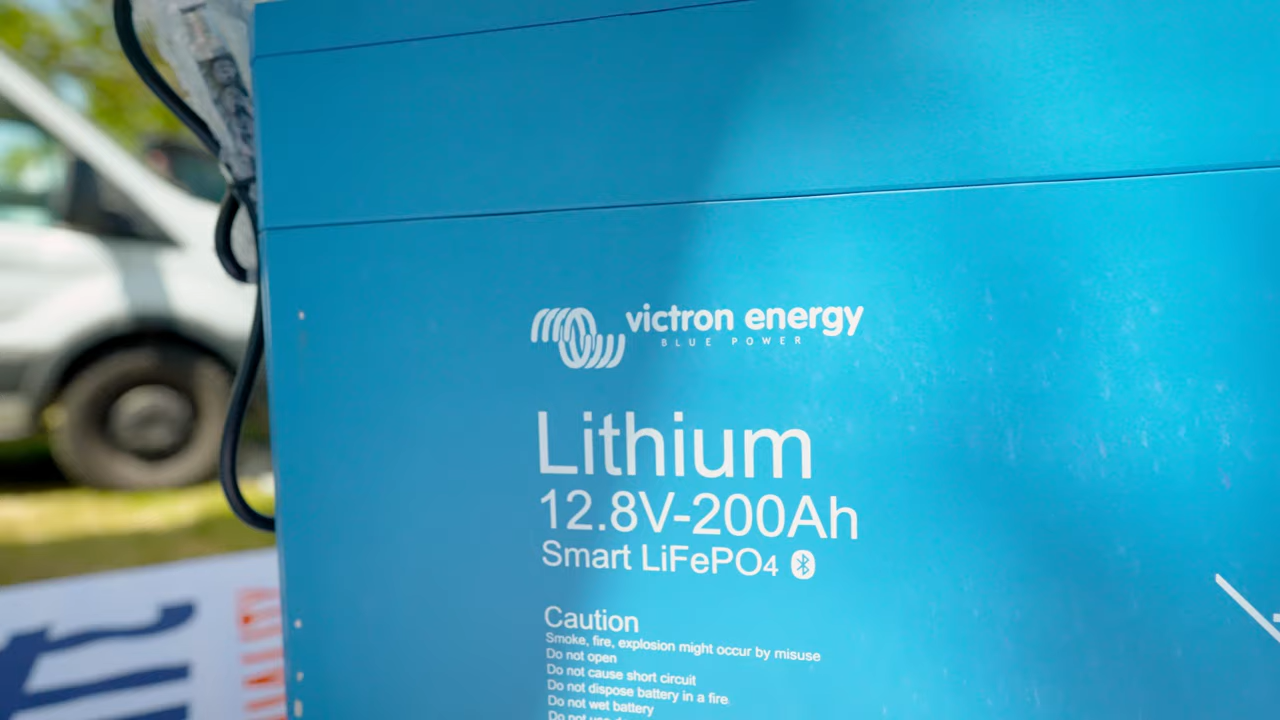 victron energy
BLUE POWER
Lithium
12.8V-200Ah
Smart LiFePO4
Caution
Smoke, fire, explosion might occur by misuse
Do not open
Do not cause short circuit
Do not dispose battery in a fire
Do not wet battery